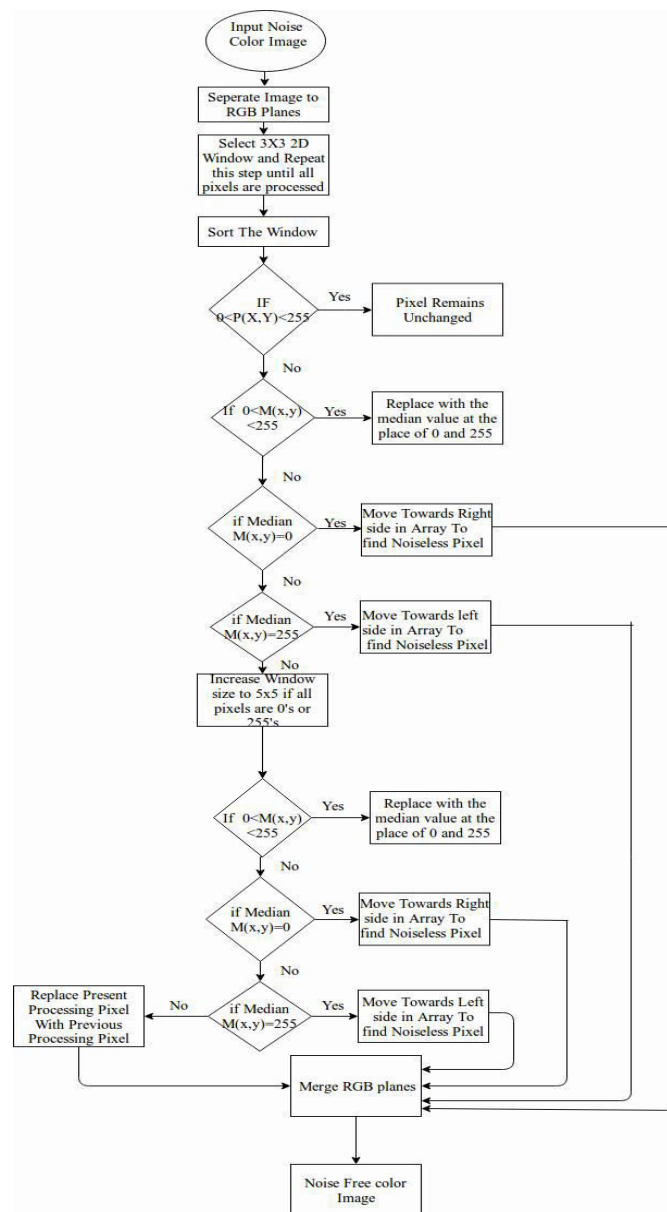 Input Noise
Color Image
Seperate Image to
RGB Planes
Select 3X3 2D
Window and Repeat
this step until all
pixels are processed
Sort The Window
IF
0<P(X,Y)<255
Yes
Pixel Remains
Unchanged
No
If 0<M(x,y)
<255
Yes
Replace with the
median value at the
place of 0 and 255
No
if Median
M(x,y)=0
Yes
Move Towards Right
side in Array To
find Noiseless Pixel
No
if Median
M(x,y)=255
Yes
Move Towards left
side in Array To
find Noiseless Pixel
No
Increase Window
size to 5x5 if all
pixels are 0's or
255's
If 0<M(x,y)
<255
Yes
Replace with the
median value at the
place of 0 and 255
No
if Median
M(x,y)=0
Yes
Move Towards Right
side in Array To
find Noiseless Pixel
No
Replace Present
Processing Pixel
With Previous
Processing Pixel
No
if Median
M(x,y)=255
Yes
Move Towards Left
side in Array To
find Noiseless Pixel
Merge RGB planes
Noise Free color
Image